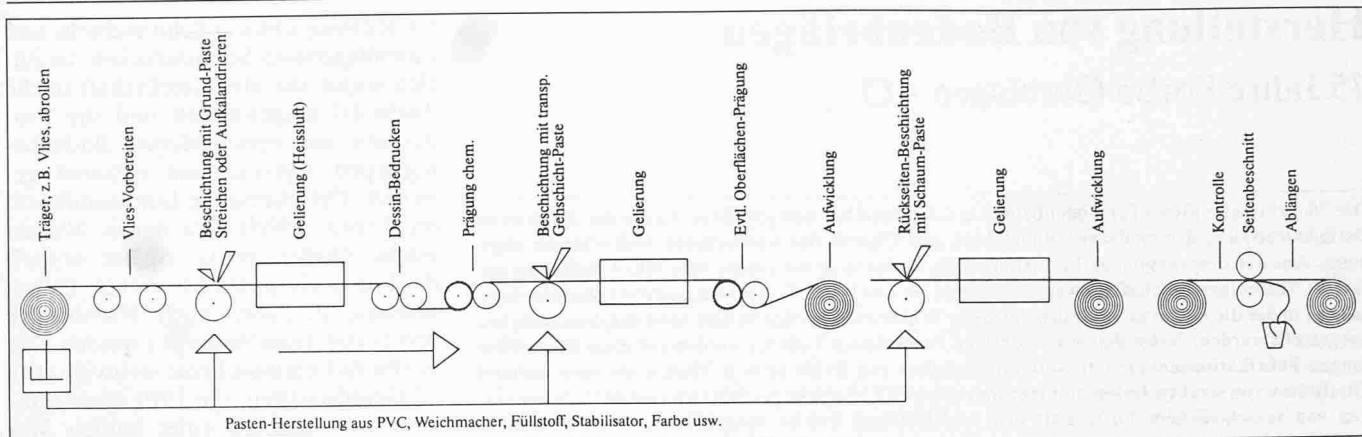 Träger, z.B. Vlies, abrollen
Vlies-Vorbereiten
Beschichtung mit Grund-Paste
Streichen oder Aufkalandrieren
Gelierung (Heissluft)
Dessin-Bedrucken
Prägung chem.
Beschichtung mit transp.
Gehschicht-Paste
Gelierung
Evtl. Oberflächen-Prägung
Aufwicklung
Rückseiten-Beschichtung
mit Schaum-Paste
Gelierung
Aufwicklung
Kontrolle
Seitenbeschnitt
Ablängen
Pasten-Herstellung aus PVC, Weichmacher, Füllstoff, Stabilisator, Farbe usw.